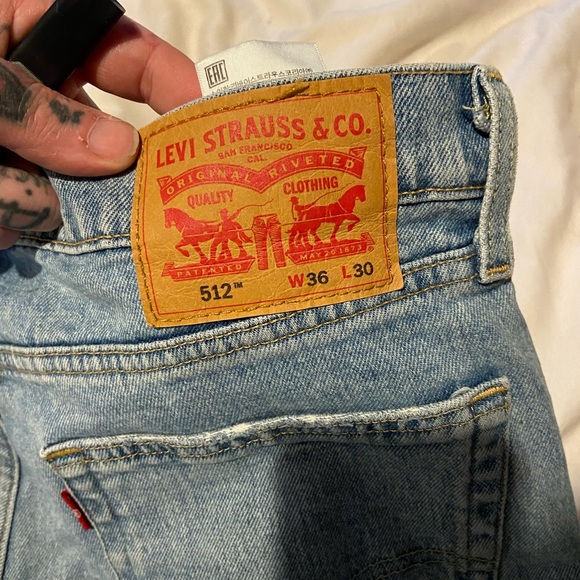 EAC
LEVI STRAUSS & CO.
SAN FRANCISCO
CAL.
ORIGINAL RIVETED
QUALITY CLOTHING
PATENTED MAY 20 1873
512™ W36 L30